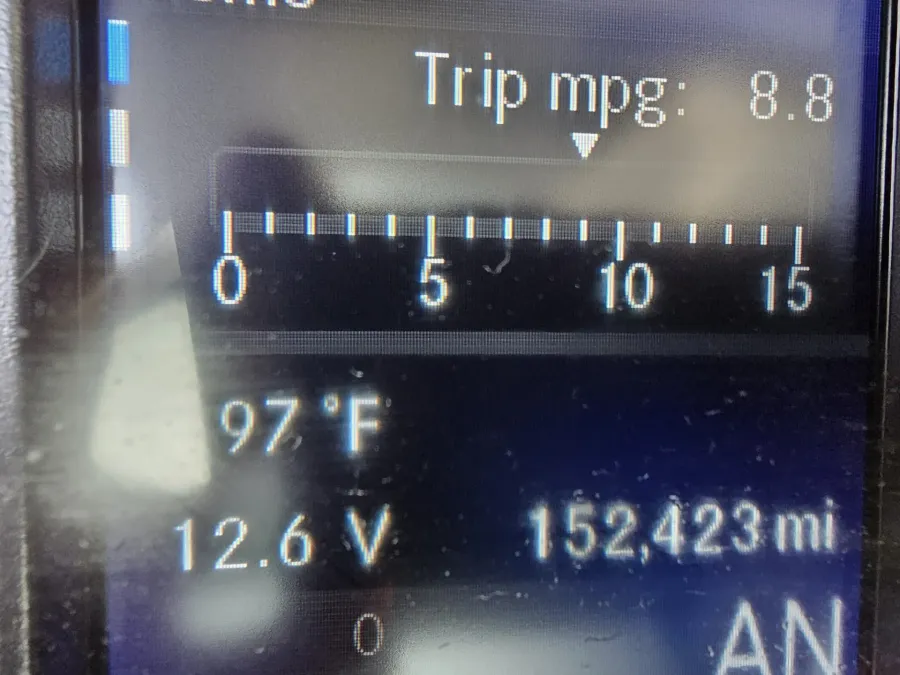 Trip mpg: 8.8
0 5 10 15
97 °F
12.6 V 152,423 mi
0 AN